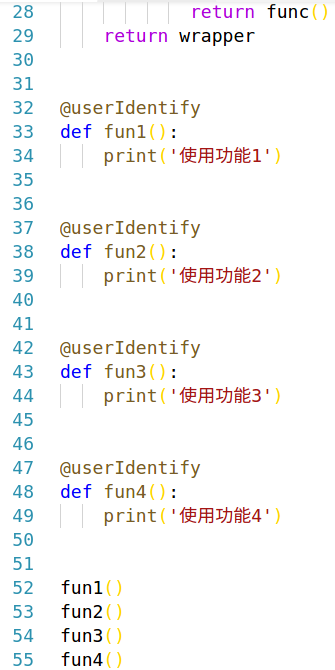 28             return func()
29     return wrapper
30
31
32 @userIdentify
33 def fun1():
34     print('使用功能1')
35
36
37 @userIdentify
38 def fun2():
39     print('使用功能2')
40
41
42 @userIdentify
43 def fun3():
44     print('使用功能3')
45
46
47 @userIdentify
48 def fun4():
49     print('使用功能4')
50
51
52 fun1()
53 fun2()
54 fun3()
55 fun4()